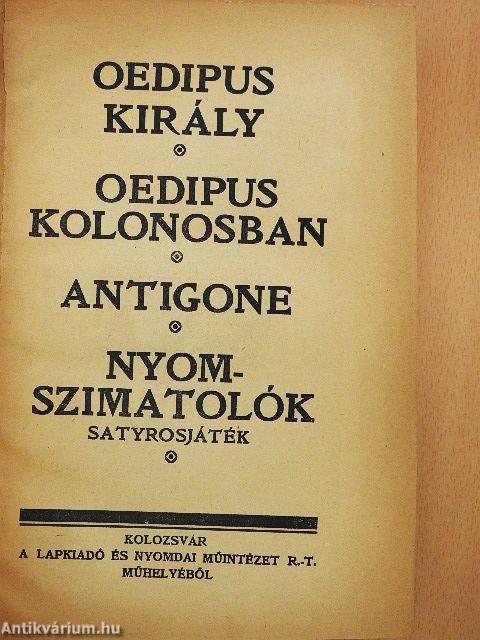 OEDIPUS
KIRÁLY
OEDIPUS
KOLONOSBAN
ANTIGONE
NYOM-
SZIMATOLÓK
SATYROSJÁTÉK
KOLOZSVÁR
A LAPKIADÓ ÉS NYOMDAI MŰINTÉZET R.-T.
MŰHELYÉBŐL
Antikvárium.hu